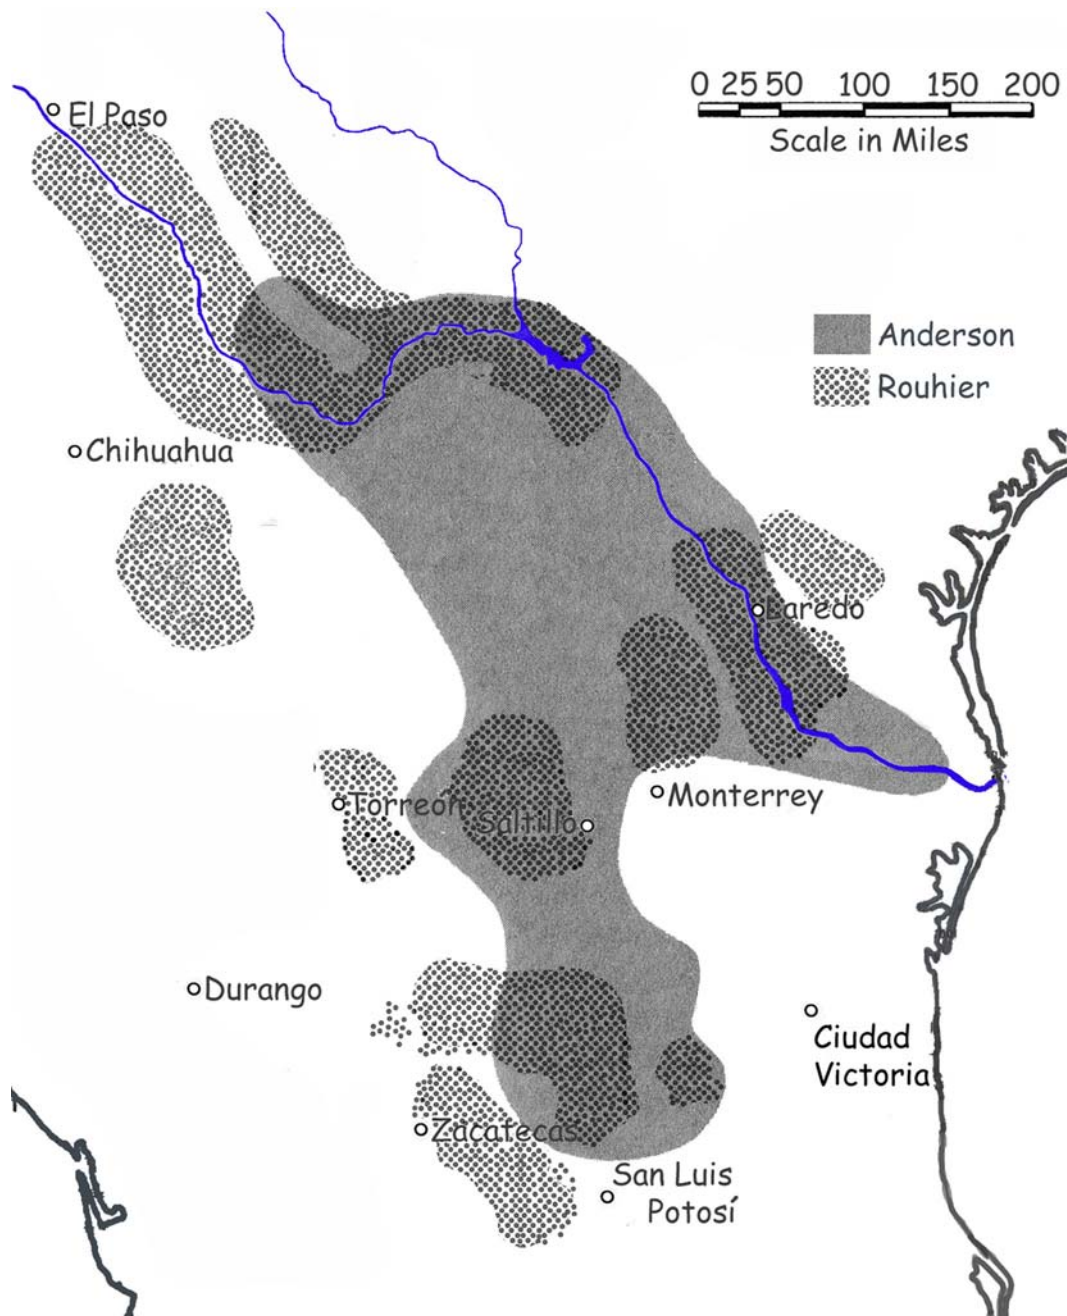 0 25 50 100 150 200
Scale in Miles
El Paso
Anderson
Rouhier
Chihuahua
Laredo
Monterrey
Torreón
Saltillo
Durango
Ciudad
Victoria
Zacatecas
San Luis
Potosí